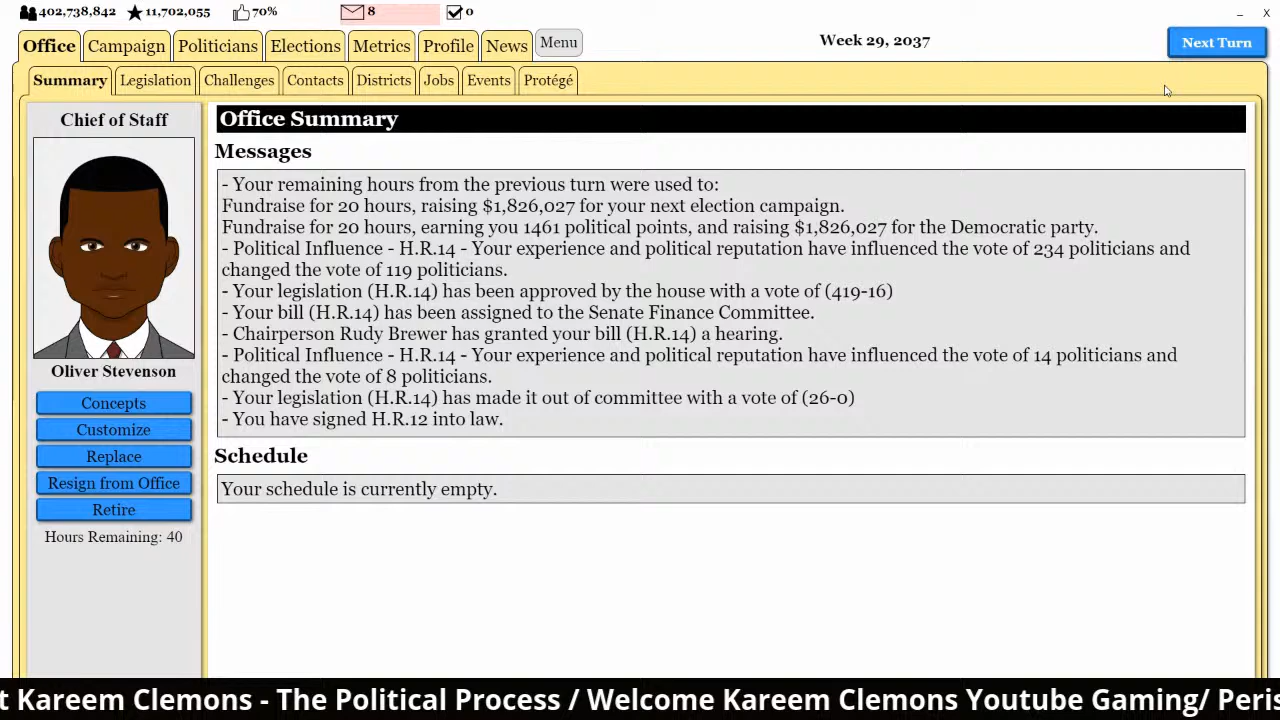 402,738,842 11,702,055 70% 8 0
_ X
Office Campaign Politicians Elections Metrics Profile News Menu Week 29, 2037 Next Turn
Summary Legislation Challenges Contacts Districts Jobs Events Protégé
Chief of Staff
Oliver Stevenson
Concepts
Customize
Replace
Resign from Office
Retire
Hours Remaining: 40
Office Summary
Messages
- Your remaining hours from the previous turn were used to:
Fundraise for 20 hours, raising $1,826,027 for your next election campaign.
Fundraise for 20 hours, earning you 1461 political points, and raising $1,826,027 for the Democratic party.
- Political Influence - H.R.14 - Your experience and political reputation have influenced the vote of 234 politicians and
changed the vote of 119 politicians.
- Your legislation (H.R.14) has been approved by the house with a vote of (419-16)
- Your bill (H.R.14) has been assigned to the Senate Finance Committee.
- Chairperson Rudy Brewer has granted your bill (H.R.14) a hearing.
- Political Influence - H.R.14 - Your experience and political reputation have influenced the vote of 14 politicians and
changed the vote of 8 politicians.
- Your legislation (H.R.14) has made it out of committee with a vote of (26-0)
- You have signed H.R.12 into law.
Schedule
Your schedule is currently empty.
t Kareem Clemons - The Political Process / Welcome Kareem Clemons Youtube Gaming/ Peris